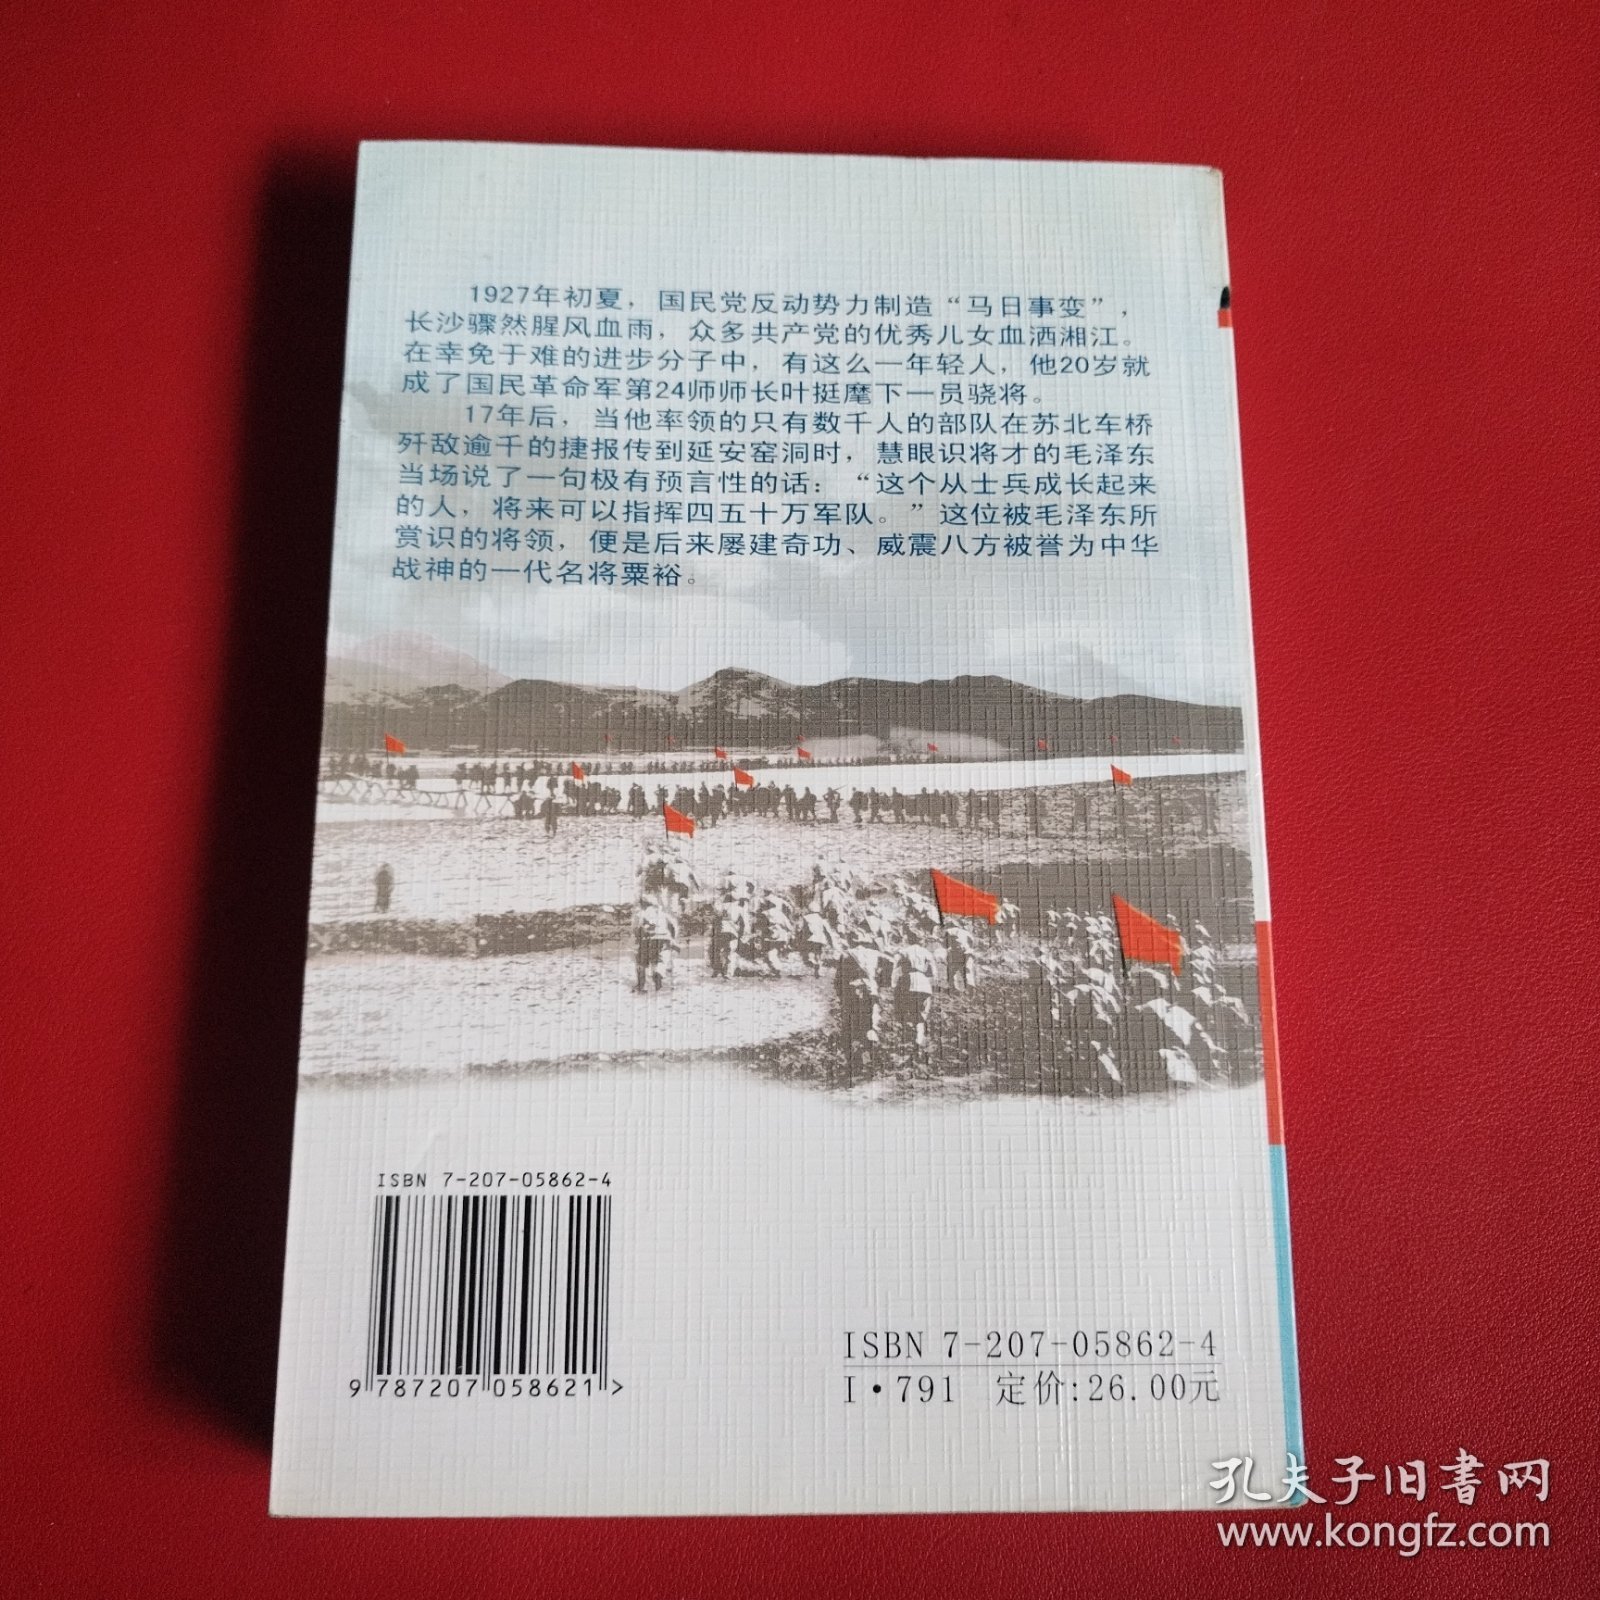 1927年初夏，国民党反动势力制造“马日事变”，
长沙骤然腥风血雨，众多共产党的优秀儿女血洒湘江。
在幸免于难的进步分子中，有这么一年轻人，他20岁就
成了国民革命军第24师师长叶挺麾下一员骁将。
17年后，当他率领的只有数千人的部队在苏北车桥
歼敌逾千的捷报传到延安窑洞时，慧眼识将才的毛泽东
当场说了一句极有预言性的话：“这个从士兵成长起来
的人，将来可以指挥四五十万军队。”这位被毛泽东所
赏识的将领，便是后来屡建奇功、威震八方被誉为中华
战神的一代名将粟裕。
ISBN 7-207-05862-4
9 787207 058621 >
ISBN 7-207-05862-4
I·791 定价:26.00元
孔夫子旧书网
www.kongfz.com